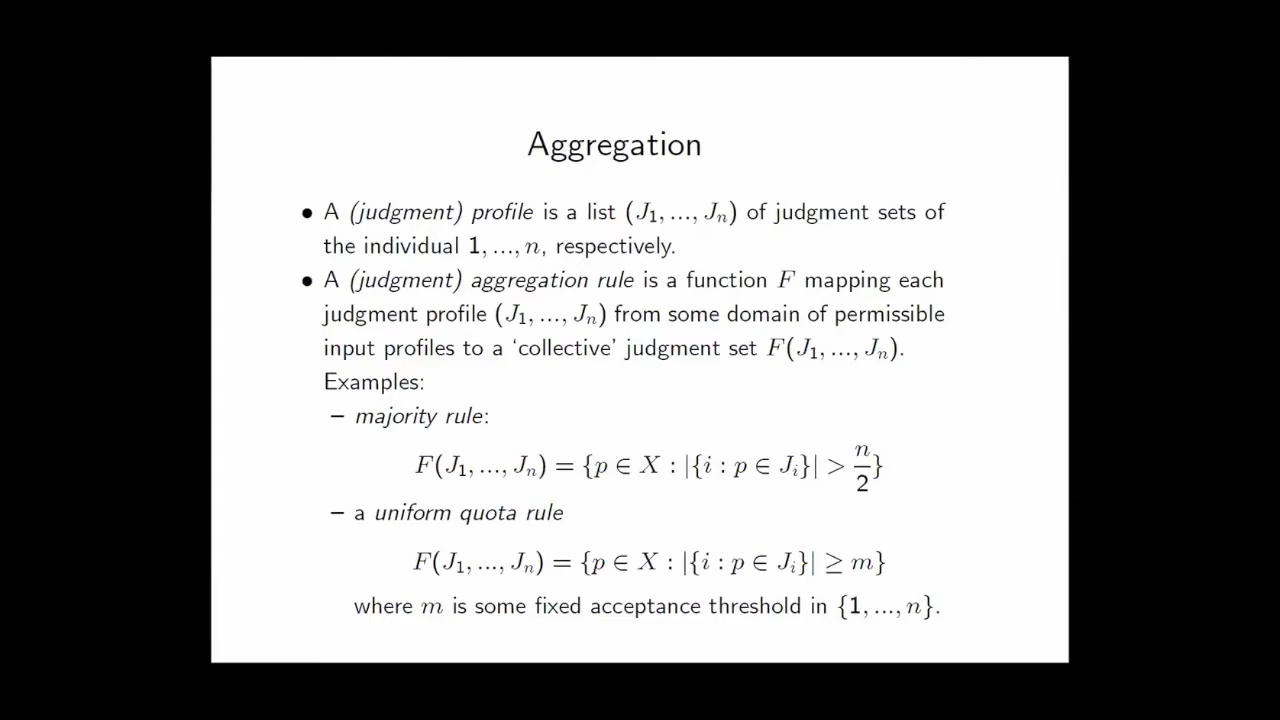 Aggregation
• A (judgment) profile is a list (J₁, ..., Jₙ) of judgment sets of
the individual 1, ..., n, respectively.
• A (judgment) aggregation rule is a function F mapping each
judgment profile (J₁, ..., Jₙ) from some domain of permissible
input profiles to a ‘collective’ judgment set F(J₁, ..., Jₙ).
Examples:
– majority rule:
F(J₁, ..., Jₙ) = {p ∈ X : |{i : p ∈ Jᵢ}| > n/2}
– a uniform quota rule
F(J₁, ..., Jₙ) = {p ∈ X : |{i : p ∈ Jᵢ}| ≥ m}
where m is some fixed acceptance threshold in {1, ..., n}.